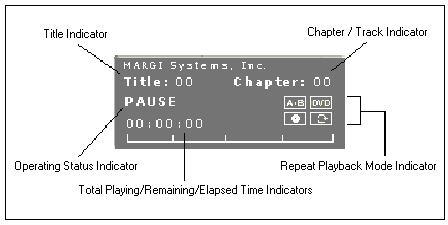 Title Indicator
Chapter / Track Indicator
MARGI Systems, Inc.
Title: 00 Chapter: 00
PAUSE
A·B DVD
00:00:00
Operating Status Indicator
Repeat Playback Mode Indicator
Total Playing/Remaining/Elapsed Time Indicators